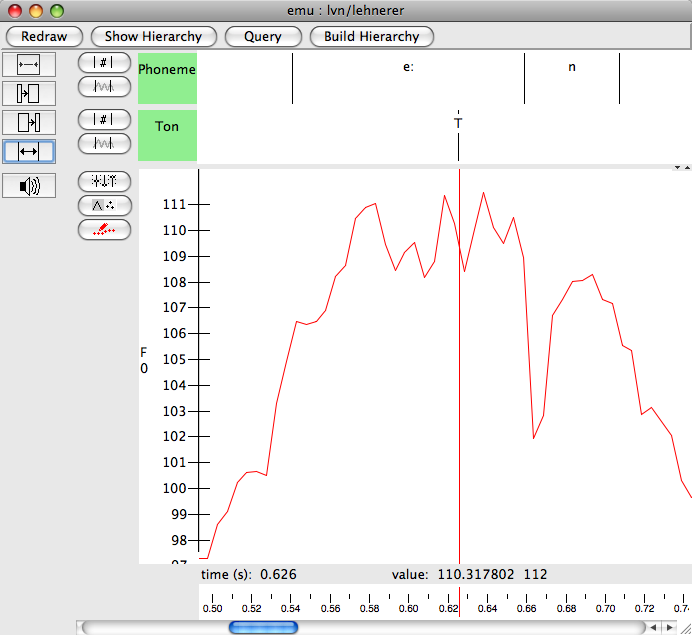 emu : lvn/lehnerer
Redraw Show Hierarchy Query Build Hierarchy
Phoneme e: n
Ton T
111
110
109
108
107
106
F 0
105
104
103
102
101
100
99
98
97
time (s): 0.626 value: 110.317802 112
0.50 0.52 0.54 0.56 0.58 0.60 0.62 0.64 0.66 0.68 0.70 0.72 0.74